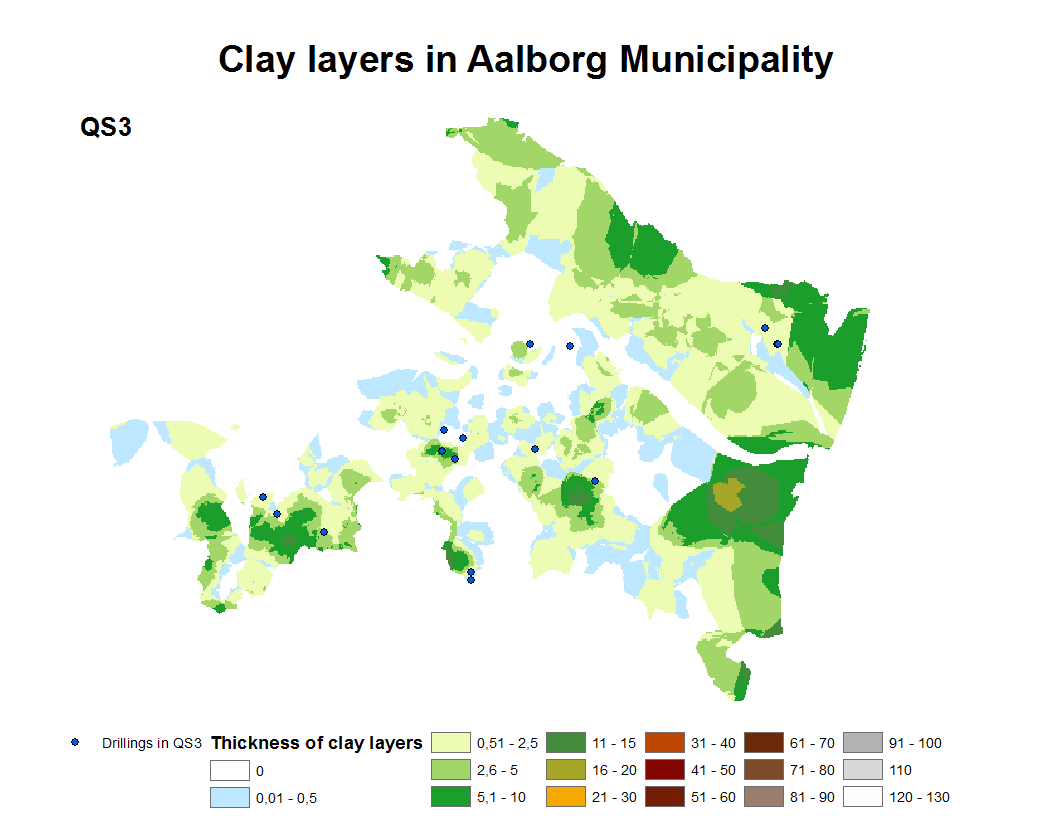 Clay layers in Aalborg Municipality
QS3
Drillings in QS3
Thickness of clay layers
0
0,01 - 0,5
0,51 - 2,5
2,6 - 5
5,1 - 10
11 - 15
16 - 20
21 - 30
31 - 40
41 - 50
51 - 60
61 - 70
71 - 80
81 - 90
91 - 100
110
120 - 130